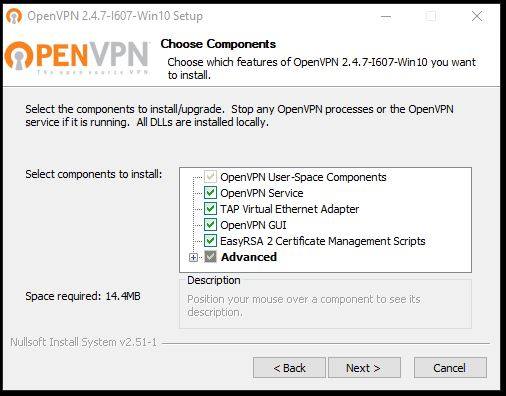 OpenVPN 2.4.7-I607-Win10 Setup
OPENVPN™
The open source VPN
Choose Components
Choose which features of OpenVPN 2.4.7-I607-Win10 you want
to install.
Select the components to install/upgrade. Stop any OpenVPN processes or the OpenVPN
service if it is running. All DLLs are installed locally.
Select components to install:
OpenVPN User-Space Components
OpenVPN Service
TAP Virtual Ethernet Adapter
OpenVPN GUI
EasyRSA 2 Certificate Management Scripts
Advanced
Space required: 14.4MB
Description
Position your mouse over a component to see its
description.
Nullsoft Install System v2.51-1
< Back
Next >
Cancel